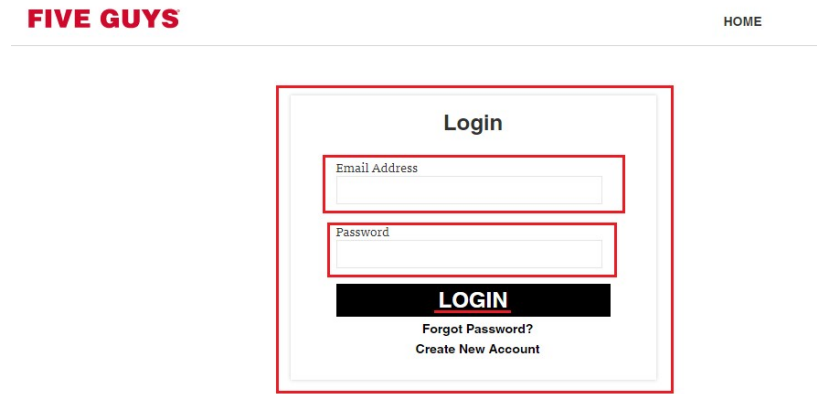 FIVE GUYS®
HOME
Login
Email Address
Password
LOGIN
Forgot Password?
Create New Account